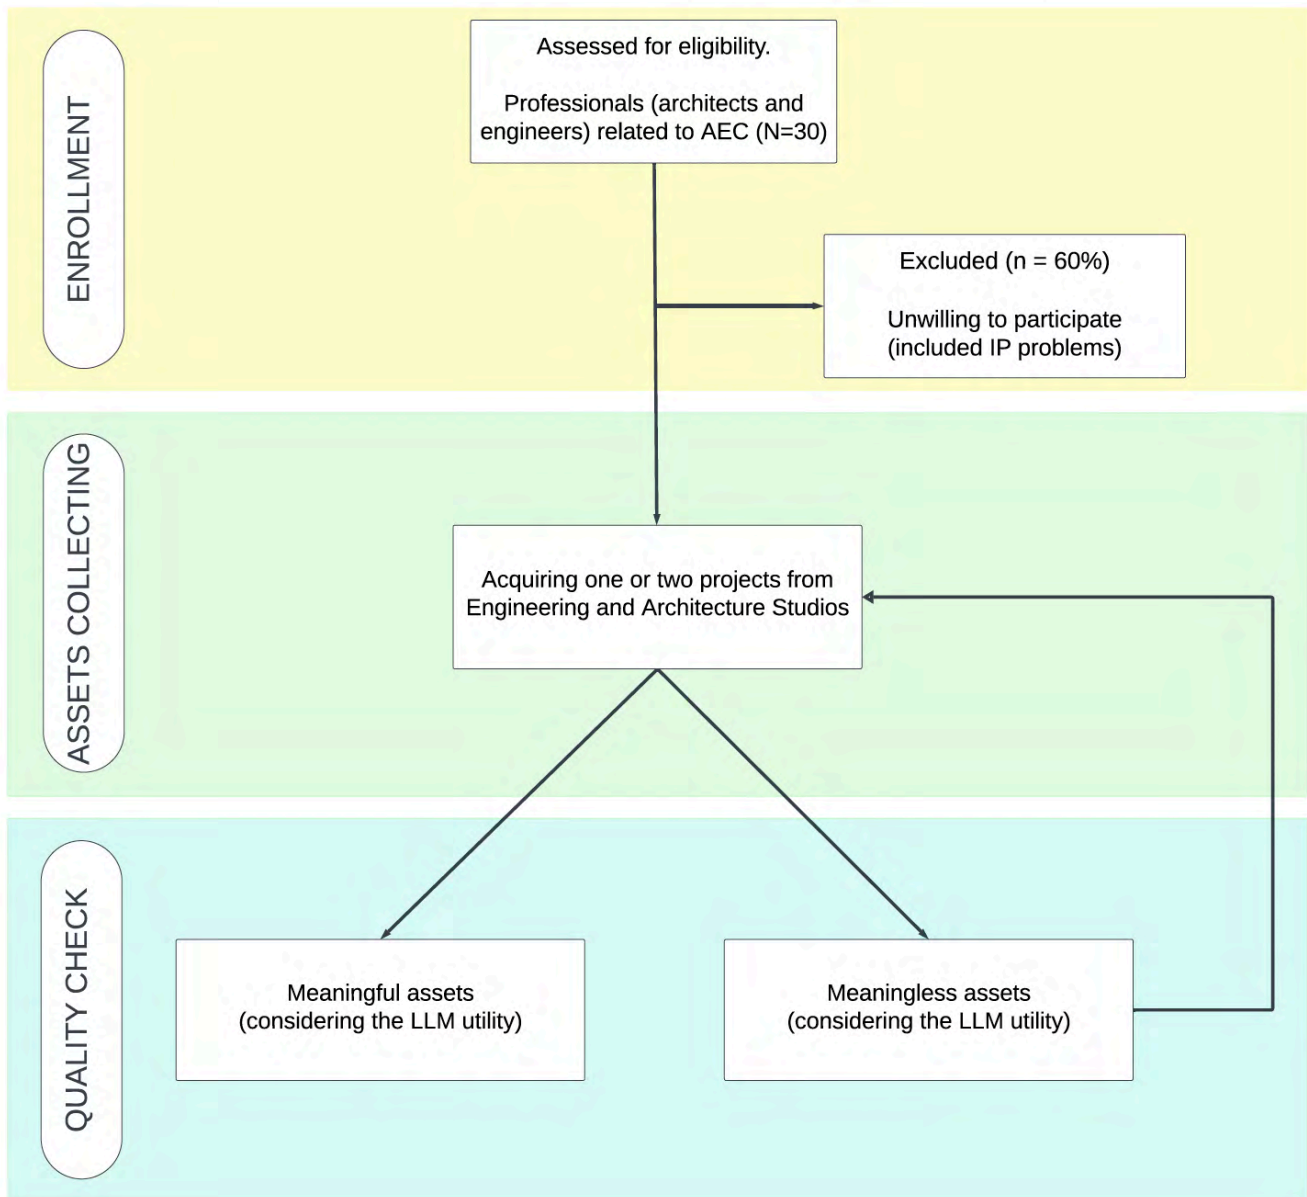 ENROLLMENT
Assessed for eligibility.
Professionals (architects and
engineers) related to AEC (N=30)
Excluded (n = 60%)
Unwilling to participate
(included IP problems)
ASSETS COLLECTING
Acquiring one or two projects from
Engineering and Architecture Studios
QUALITY CHECK
Meaningful assets
(considering the LLM utility)
Meaningless assets
(considering the LLM utility)